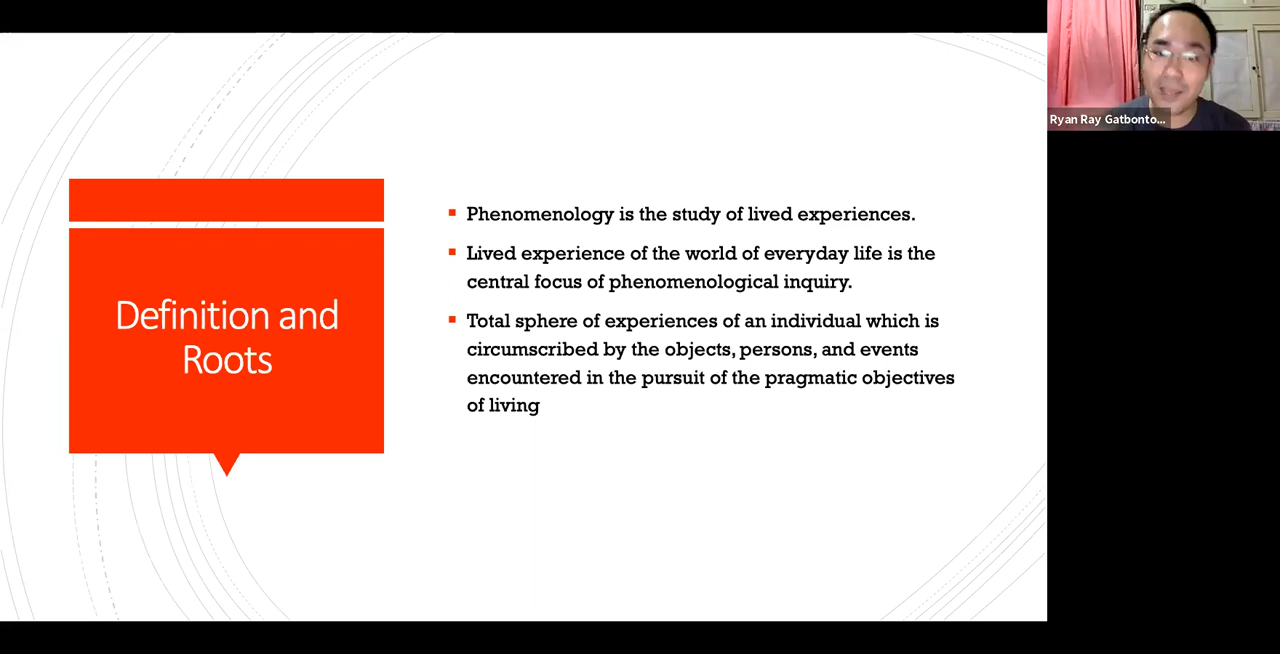 Definition and
Roots
Phenomenology is the study of lived experiences.
Lived experience of the world of everyday life is the
central focus of phenomenological inquiry.
Total sphere of experiences of an individual which is
circumscribed by the objects, persons, and events
encountered in the pursuit of the pragmatic objectives
of living
Ryan Ray Gatbonto...